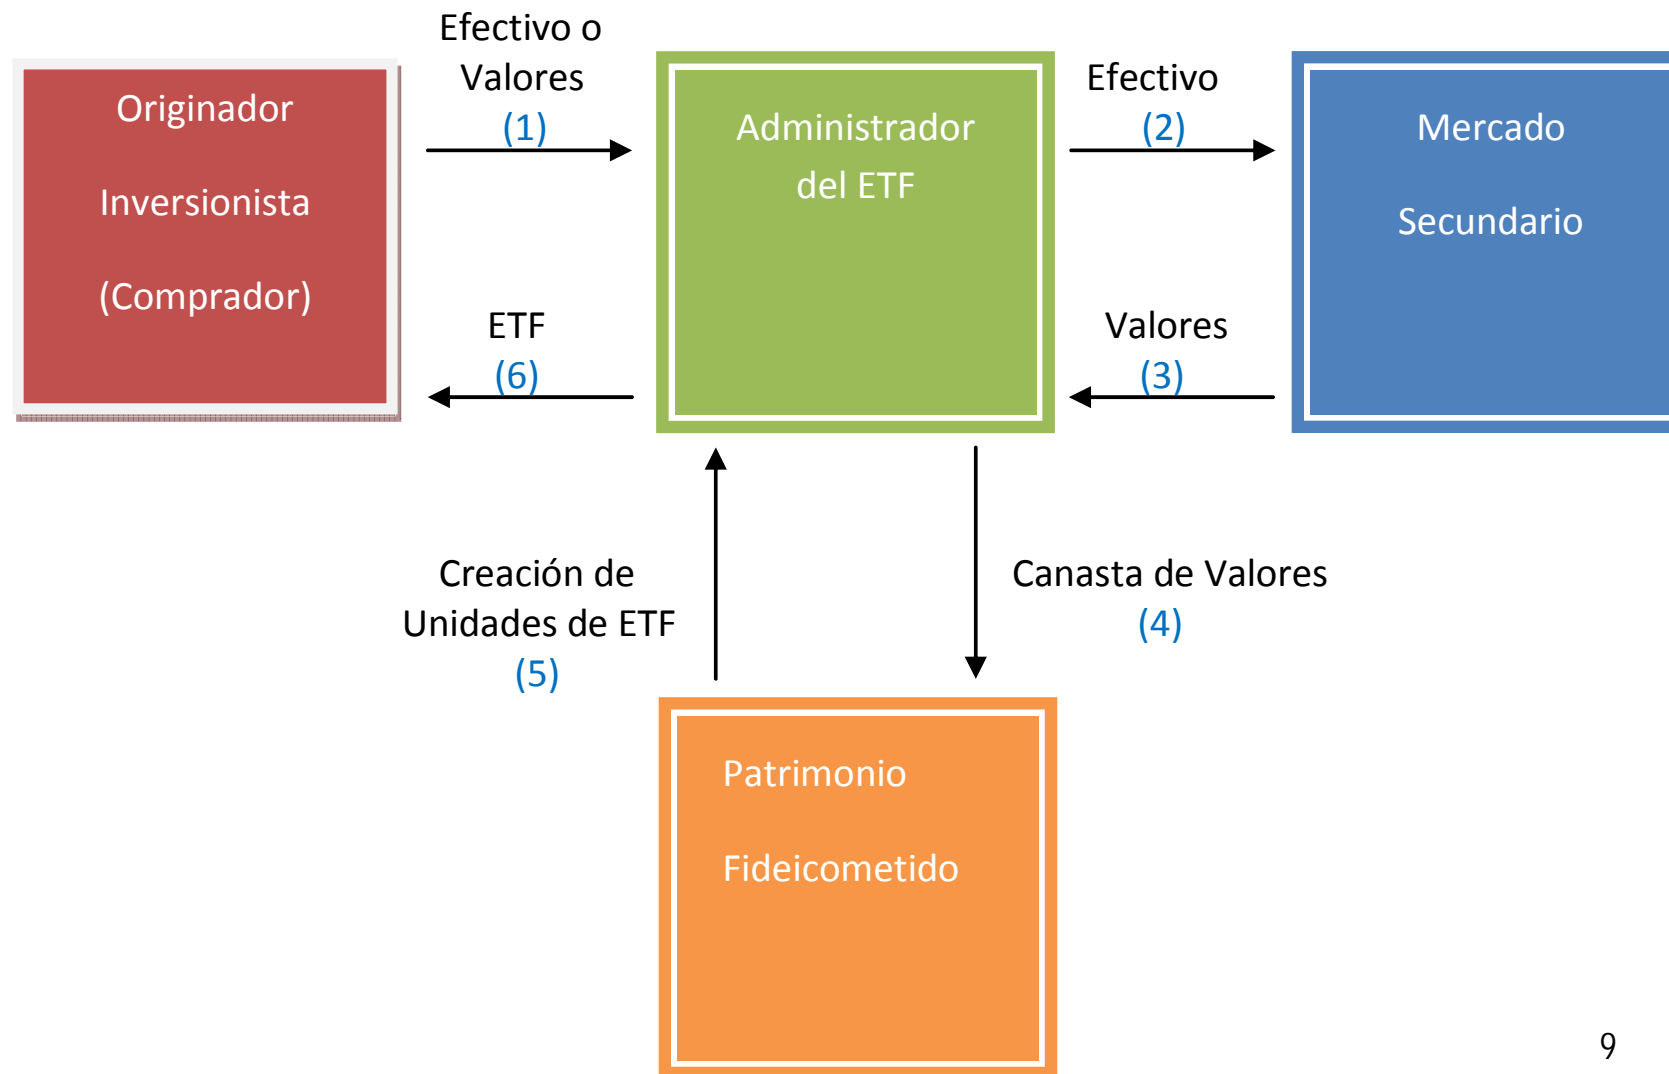 Efectivo o
Valores
(1)
Originador
Inversionista
(Comprador)
Administrador
del ETF
Efectivo
(2)
Mercado
Secundario
ETF
(6)
Valores
(3)
Creación de
Unidades de ETF
(5)
Canasta de Valores
(4)
Patrimonio
Fideicometido
9